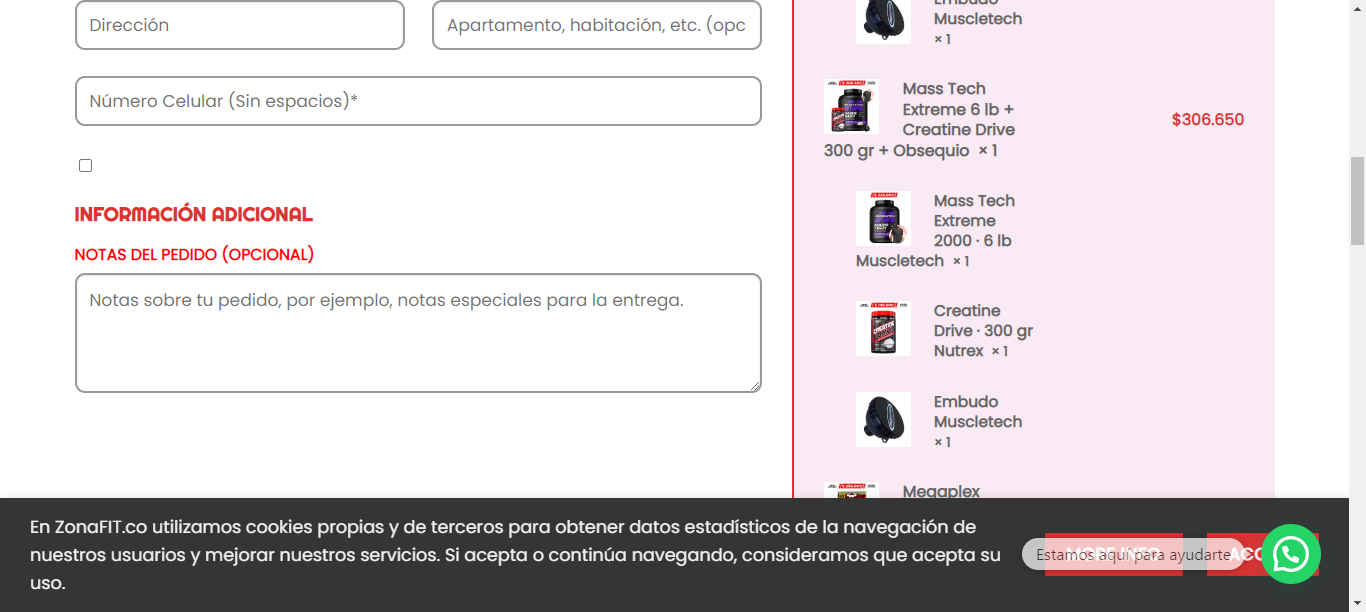 Dirección
Apartamento, habitación, etc. (opc
Número Celular (Sin espacios)*
INFORMACIÓN ADICIONAL
NOTAS DEL PEDIDO (OPCIONAL)
Notas sobre tu pedido, por ejemplo, notas especiales para la entrega.
Embudo
Muscletech
× 1
Mass Tech
Extreme 6 lb +
Creatine Drive
300 gr + Obsequio × 1
$306.650
Mass Tech
Extreme
2000 · 6 lb
Muscletech × 1
Creatine
Drive · 300 gr
Nutrex × 1
Embudo
Muscletech
× 1
Megaplex
En ZonaFIT.co utilizamos cookies propias y de terceros para obtener datos estadísticos de la navegación de
nuestros usuarios y mejorar nuestros servicios. Si acepta o continúa navegando, consideramos que acepta su
uso.
MORE INFO
Estamos aquí para ayudarte